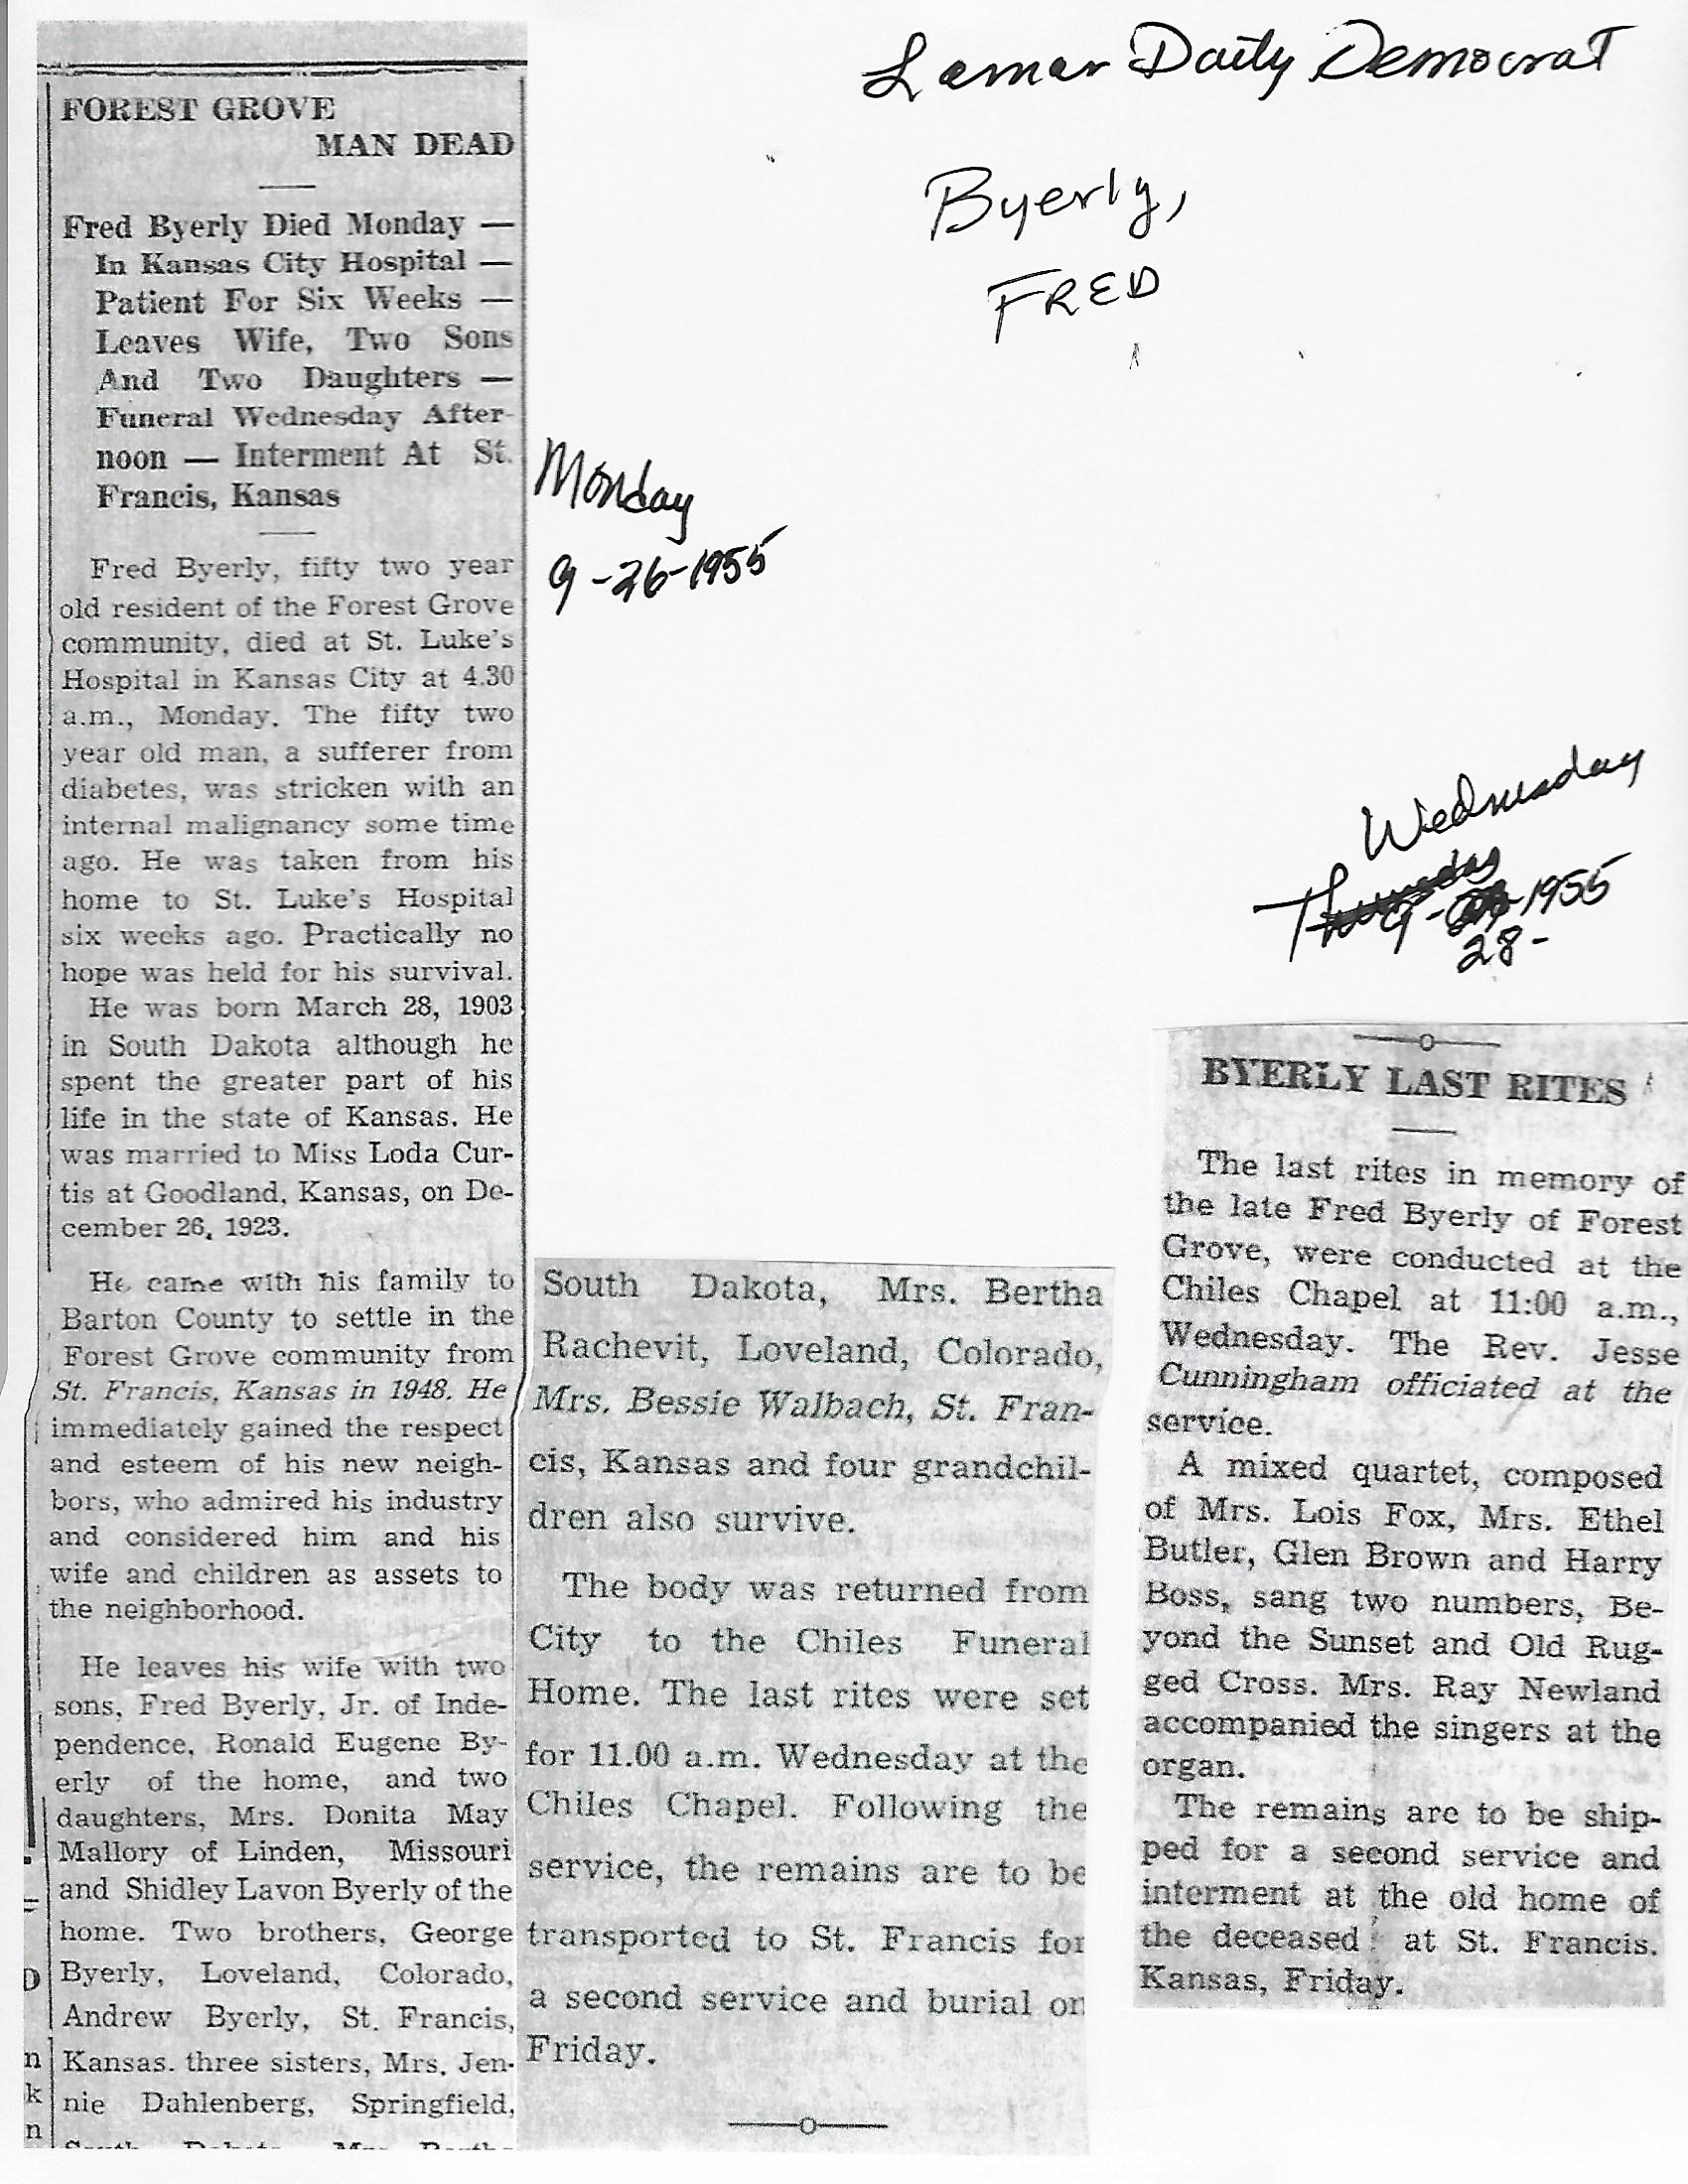 Lamar Daily Democrat
Byerly,
FRED
FOREST GROVE
MAN DEAD
Fred Byerly Died Monday —
In Kansas City Hospital —
Patient For Six Weeks —
Leaves Wife, Two Sons
And Two Daughters —
Funeral Wednesday After-
noon — Interment At St.
Francis, Kansas
Monday
9-26-1955
Fred Byerly, fifty two year
old resident of the Forest Grove
community, died at St. Luke's
Hospital in Kansas City at 4.30
a.m., Monday. The fifty two
year old man, a sufferer from
diabetes, was stricken with an
internal malignancy some time
ago. He was taken from his
home to St. Luke's Hospital
six weeks ago. Practically no
hope was held for his survival.
He was born March 28, 1903
in South Dakota although he
spent the greater part of his
life in the state of Kansas. He
was married to Miss Loda Cur-
tis at Goodland, Kansas, on De-
cember 26, 1923.
He came with his family to
Barton County to settle in the
Forest Grove community from
St. Francis, Kansas in 1948. He
immediately gained the respect
and esteem of his new neigh-
bors, who admired his industry
and considered him and his
wife and children as assets to
the neighborhood.
He leaves his wife with two
sons, Fred Byerly, Jr. of Inde-
pendence, Ronald Eugene By-
erly of the home, and two
daughters, Mrs. Donita May
Mallory of Linden, Missouri
and Shidley Lavon Byerly of the
home. Two brothers, George
Byerly, Loveland, Colorado,
Andrew Byerly, St. Francis,
Kansas. three sisters, Mrs. Jen-
nie Dahlenberg, Springfield,
South Dakota, Mrs. Bertha
South Dakota, Mrs. Bertha
Rachevit, Loveland, Colorado,
Mrs. Bessie Walbach, St. Fran-
cis, Kansas and four grandchil-
dren also survive.
The body was returned from
City to the Chiles Funeral
Home. The last rites were set
for 11.00 a.m. Wednesday at the
Chiles Chapel. Following the
service, the remains are to be
transported to St. Francis for
a second service and burial on
Friday.
Wednesday
Thursday
9- -1955
28-
BYERLY LAST RITES
The last rites in memory of
the late Fred Byerly of Forest
Grove, were conducted at the
Chiles Chapel at 11:00 a.m.,
Wednesday. The Rev. Jesse
Cunningham officiated at the
service.
A mixed quartet, composed
of Mrs. Lois Fox, Mrs. Ethel
Butler, Glen Brown and Harry
Boss, sang two numbers, Be-
yond the Sunset and Old Rug-
ged Cross. Mrs. Ray Newland
accompanied the singers at the
organ.
The remains are to be ship-
ped for a second service and
interment at the old home of
the deceased at St. Francis.
Kansas, Friday.